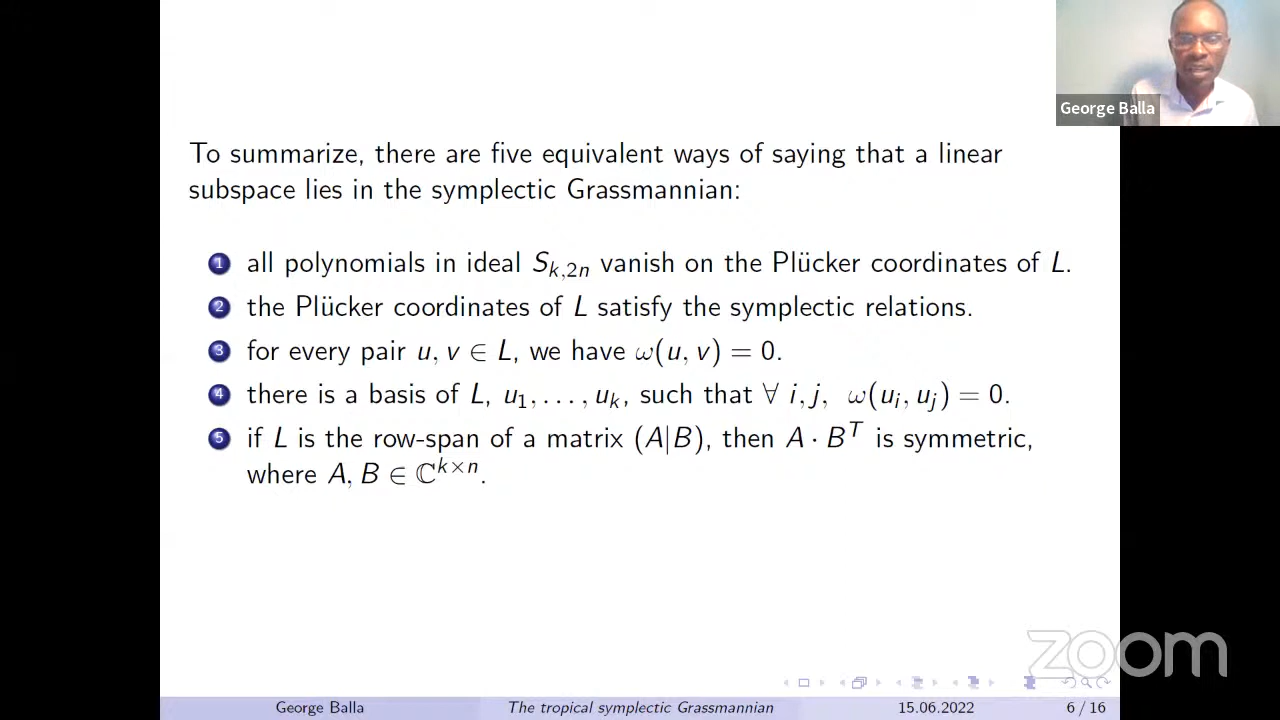 George Balla
To summarize, there are five equivalent ways of saying that a linear
subspace lies in the symplectic Grassmannian:
1 all polynomials in ideal S_{k,2n} vanish on the Plücker coordinates of L.
2 the Plücker coordinates of L satisfy the symplectic relations.
3 for every pair u, v ∈ L, we have ω(u, v) = 0.
4 there is a basis of L, u_1, . . . , u_k, such that ∀ i, j, ω(u_i, u_j) = 0.
5 if L is the row-span of a matrix (A|B), then A · B^T is symmetric,
where A, B ∈ ℂ^{k×n}.
zoom
George Balla The tropical symplectic Grassmannian 15.06.2022 6 / 16